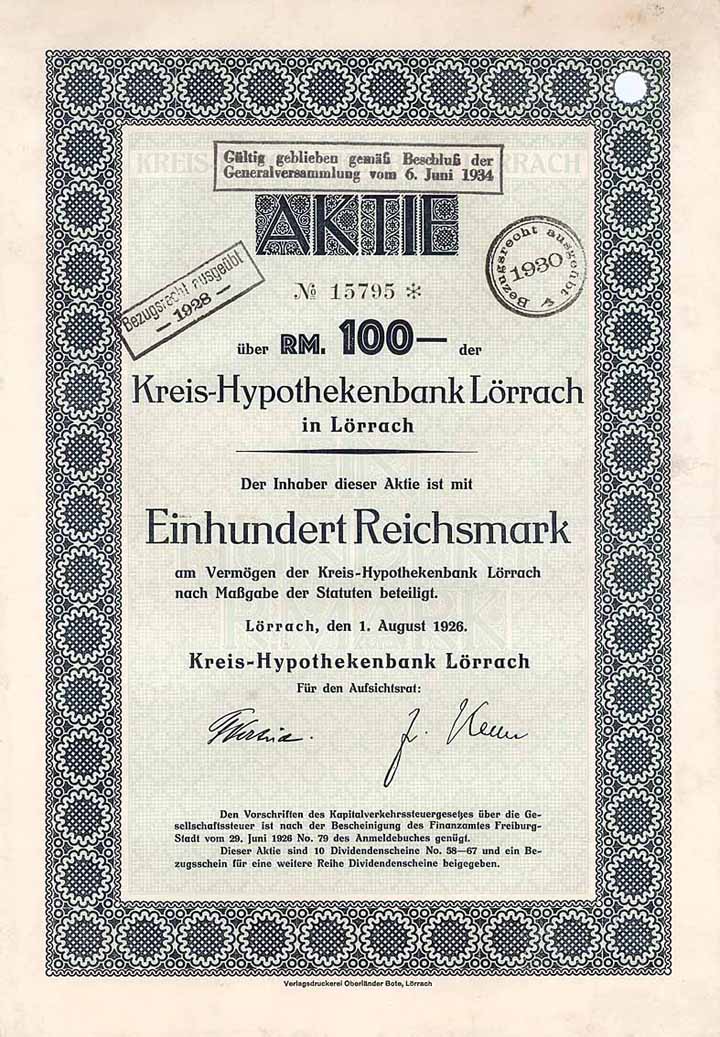 KREIS-HYPOTHEKENBANK LÖRRACH
Gültig geblieben gemäß Beschluß der
Generalversammlung vom 6. Juni 1934
AKTIE
Bezugsrecht ausgeübt
1930
Bezugsrecht ausgeübt
— 1928 —
№ 15795 *
über RM. 100— der
Kreis-Hypothekenbank Lörrach
in Lörrach
Der Inhaber dieser Aktie ist mit
Einhundert Reichsmark
am Vermögen der Kreis-Hypothekenbank Lörrach
nach Maßgabe der Statuten beteiligt.
Lörrach, den 1. August 1926.
Kreis-Hypothekenbank Lörrach
Für den Aufsichtsrat:
Den Vorschriften des Kapitalverkehrssteuergesetzes über die Ge-
sellschaftssteuer ist nach der Bescheinigung des Finanzamtes Freiburg-
Stadt vom 29. Juni 1926 No. 79 des Anmeldebuches genügt.
Dieser Aktie sind 10 Dividendenscheine No. 58—67 und ein Be-
zugsschein für eine weitere Reihe Dividendenscheine beigegeben.
Verlagsdruckerei Oberländer Bote, Lörrach